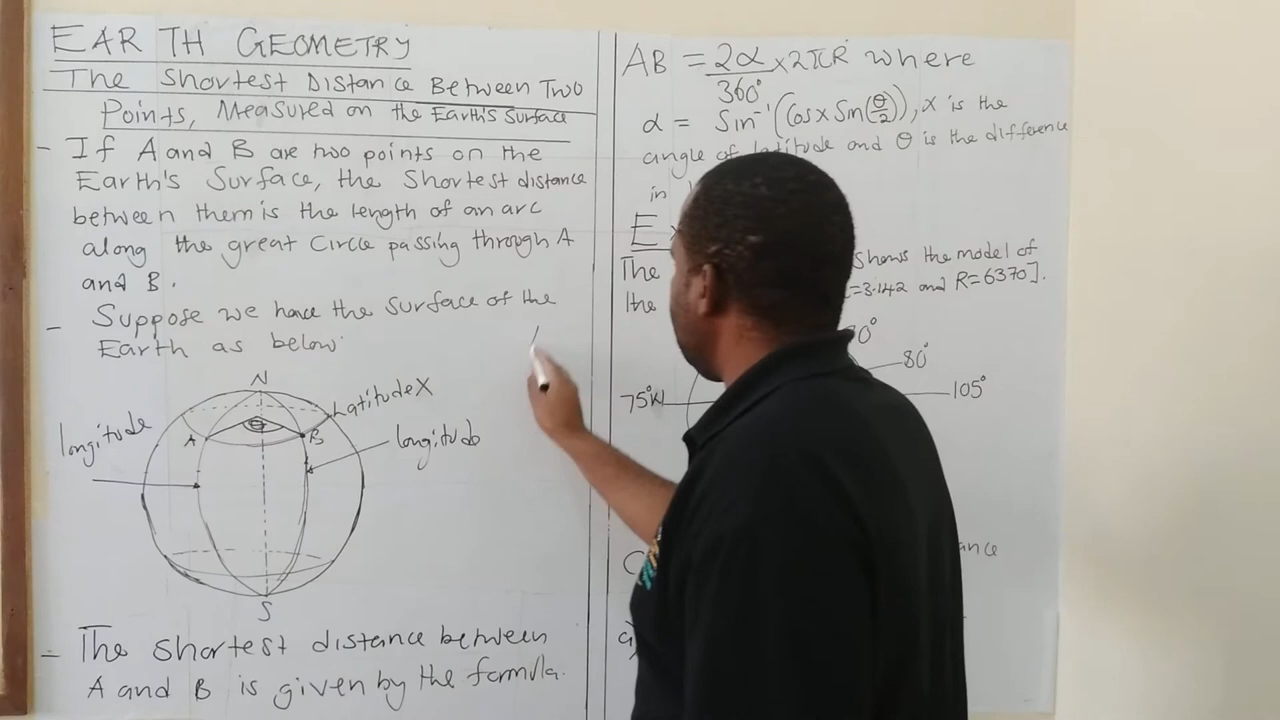 EARTH GEOMETRY
The Shortest Distance Between Two
Points, Measured on the Earth's Surface
- If A and B are two points on the
Earth's Surface, the Shortest distance
between them is the length of an arc
along the great Circle passing through A
and B.
- Suppose we have the surface of the
Earth as below.
N
Latitude X
longitude
A
B
longitude
S
- The shortest distance between
A and B is given by the formula.
AB = 2α/360° × 2πR where
α = Sin⁻¹(Cos x Sin(θ/2)), x is the
angle of latitude and θ is the difference
in
The shows the model of
the =3.142 and R=6370].
80°
75°W
105°